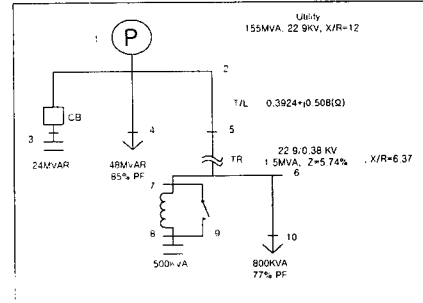 Utility
155MVA, 22.9KV, X/R=12
1
P
2
CB
T/L 0.3924+j0.508(Ω)
3
4
5
24MVAR
48MVAR
85% PF
22.9/0.38 KV
TR 1.5MVA, Z=5.74% , X/R=6.37
6
7
8
9
10
500KVA
800KVA
77% PF